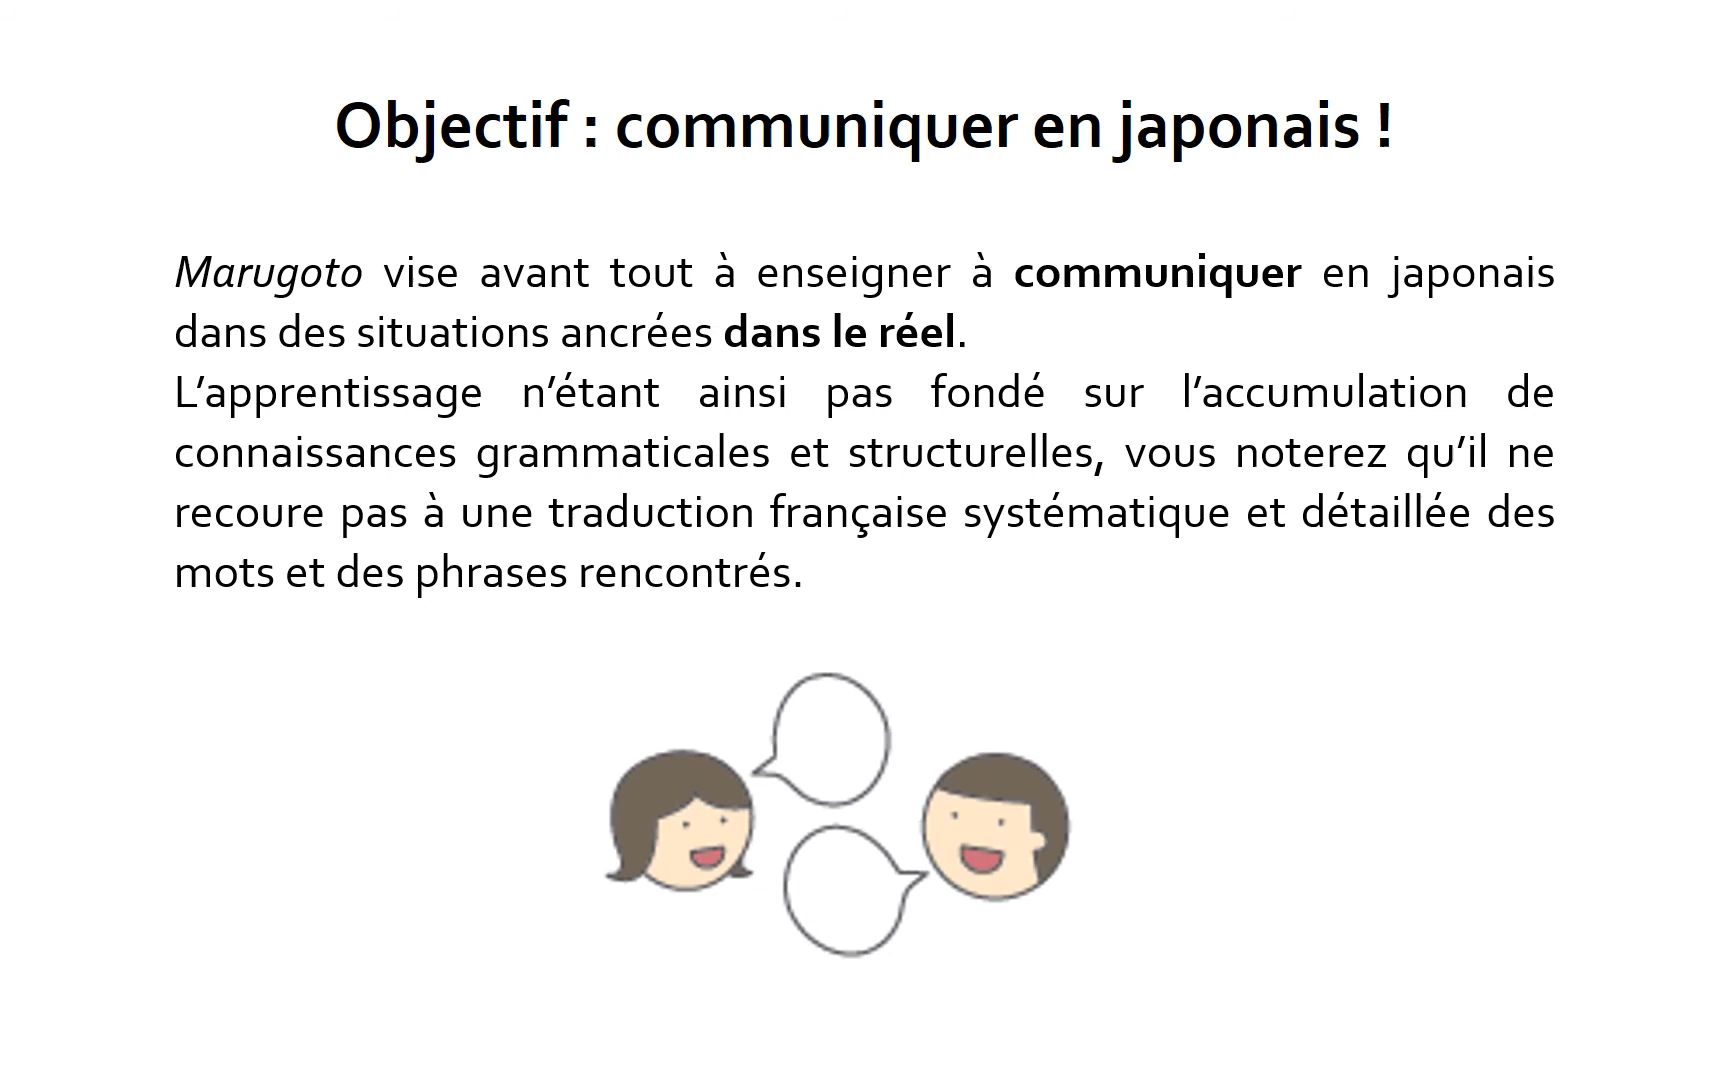 Objectif : communiquer en japonais !
Marugoto vise avant tout à enseigner à communiquer en japonais
dans des situations ancrées dans le réel.
L’apprentissage n’étant ainsi pas fondé sur l’accumulation de
connaissances grammaticales et structurelles, vous noterez qu’il ne
recoure pas à une traduction française systématique et détaillée des
mots et des phrases rencontrés.